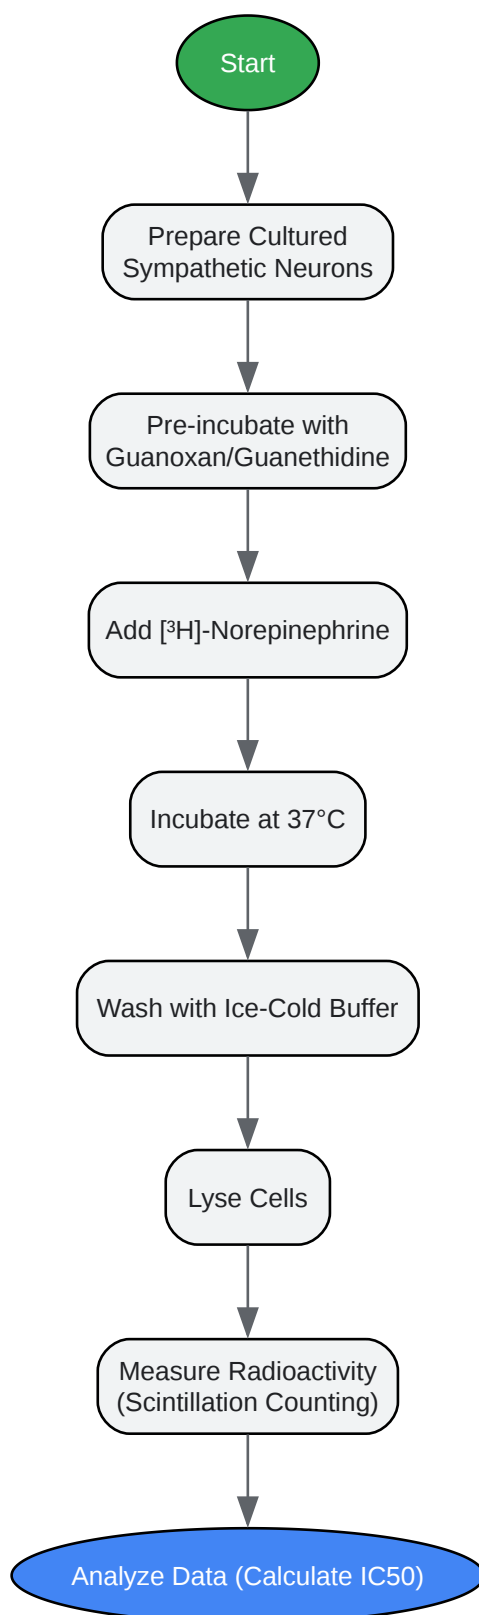 Start
Prepare Cultured
Sympathetic Neurons
Pre-incubate with
Guanoxan/Guanethidine
Add [³H]-Norepinephrine
Incubate at 37°C
Wash with Ice-Cold Buffer
Lyse Cells
Measure Radioactivity
(Scintillation Counting)
Analyze Data (Calculate IC50)